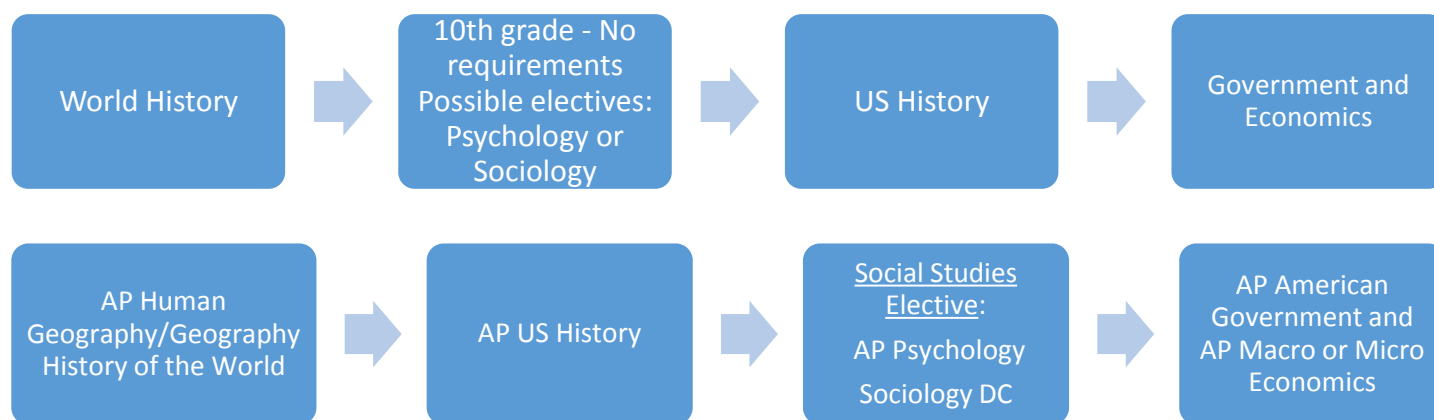 World History
10th grade - No
requirements
Possible electives:
Psychology or
Sociology
US History
Government and
Economics
AP Human
Geography/Geography
History of the World
AP US History
Social Studies
Elective:
AP Psychology
Sociology DC
AP American
Government and
AP Macro or Micro
Economics